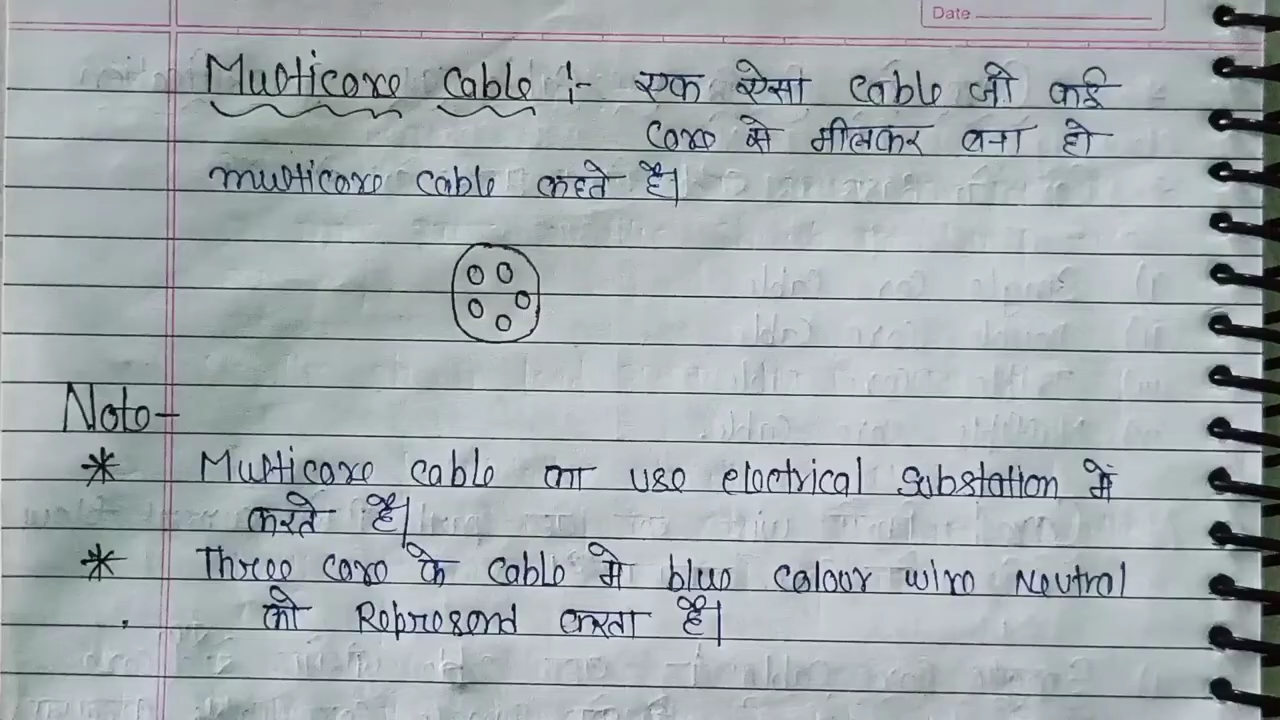 Date
Multicore Cable :- एक ऐसा cable जो कई
core से मीलकर बना हो
multicore cable कहते है।
Note-
* Multicore cable का use electrical Substation में
करते है।
* Three core के cable मे blue colour wire Neutral
को Represend करता है।